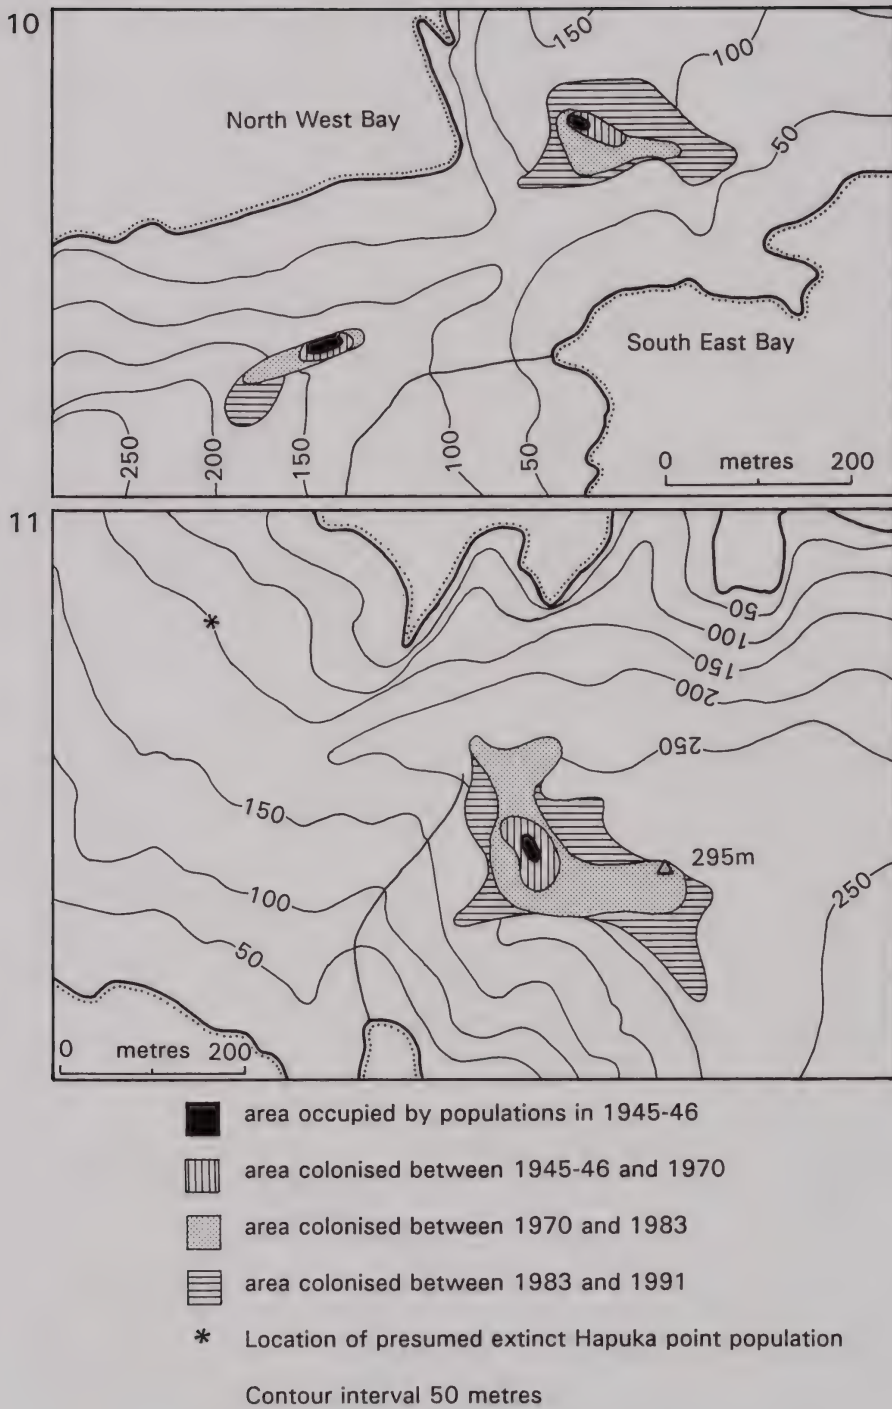 10
150
100
North West Bay
50
South East Bay
250
200
150
100
50
0 metres 200
11
50
100
150
200
250
150
295m
100
250
50
0 metres 200
area occupied by populations in 1945-46
area colonised between 1945-46 and 1970
area colonised between 1970 and 1983
area colonised between 1983 and 1991
* Location of presumed extinct Hapuka point population
Contour interval 50 metres